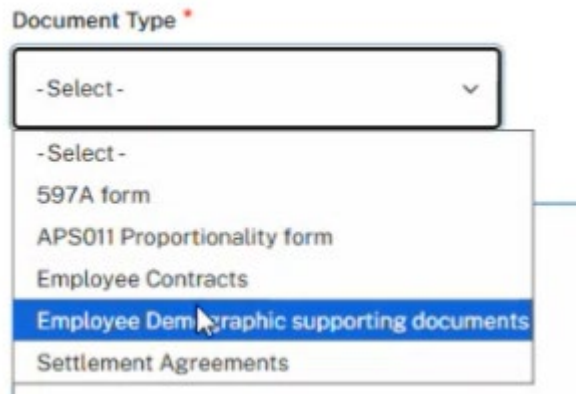 Document Type *
- Select -
- Select -
597A form
APS011 Proportionality form
Employee Contracts
Employee Demographic supporting documents
Settlement Agreements